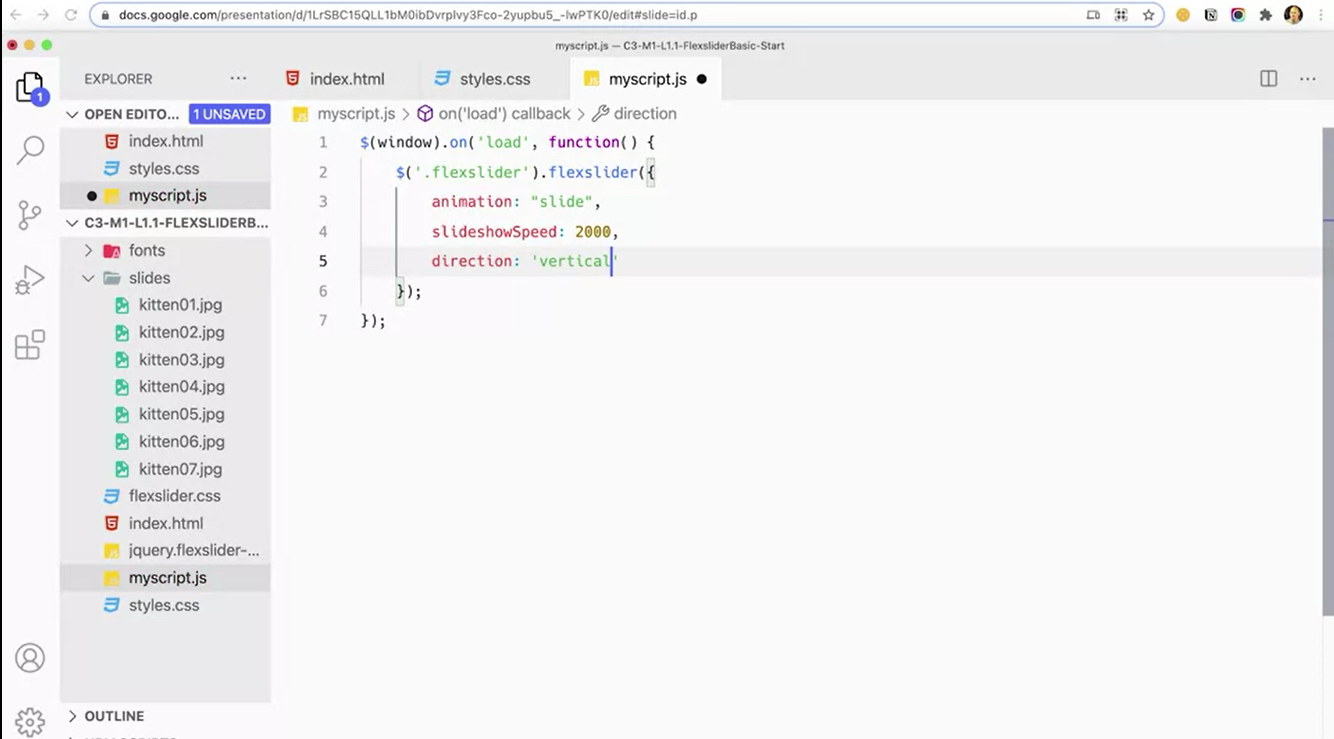 docs.google.com/presentation/d/1LrSBC15QLL1bM0ibDvrplvy3Fco-2yupbu5_-lwPTK0/edit#slide=id.p
myscript.js — C3-M1-L1.1-FlexsliderBasic-Start
EXPLORER
index.html
styles.css
myscript.js
OPEN EDITO... 1 UNSAVED
index.html
styles.css
myscript.js
C3-M1-L1.1-FLEXSLIDERB...
fonts
slides
kitten01.jpg
kitten02.jpg
kitten03.jpg
kitten04.jpg
kitten05.jpg
kitten06.jpg
kitten07.jpg
flexslider.css
index.html
jquery.flexslider-...
myscript.js
styles.css
OUTLINE
1
myscript.js > on('load') callback > direction
1 $(window).on('load', function() {
2 $('.flexslider').flexslider({
3 animation: "slide",
4 slideshowSpeed: 2000,
5 direction: 'vertical'
6 });
7 });